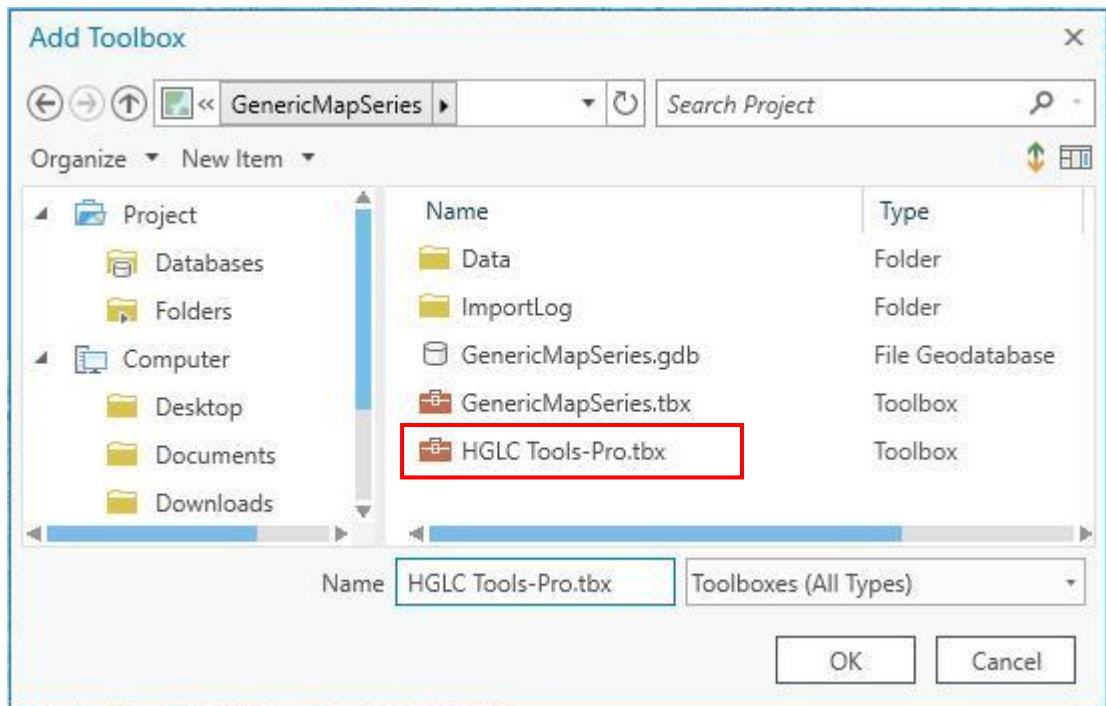 Add Toolbox
« GenericMapSeries
Search Project
Organize New Item
Project
Databases
Folders
Computer
Desktop
Documents
Downloads
Name Type
Data Folder
ImportLog Folder
GenericMapSeries.gdb File Geodatabase
GenericMapSeries.tbx Toolbox
HGLC Tools-Pro.tbx Toolbox
Name HGLC Tools-Pro.tbx Toolboxes (All Types)
OK Cancel